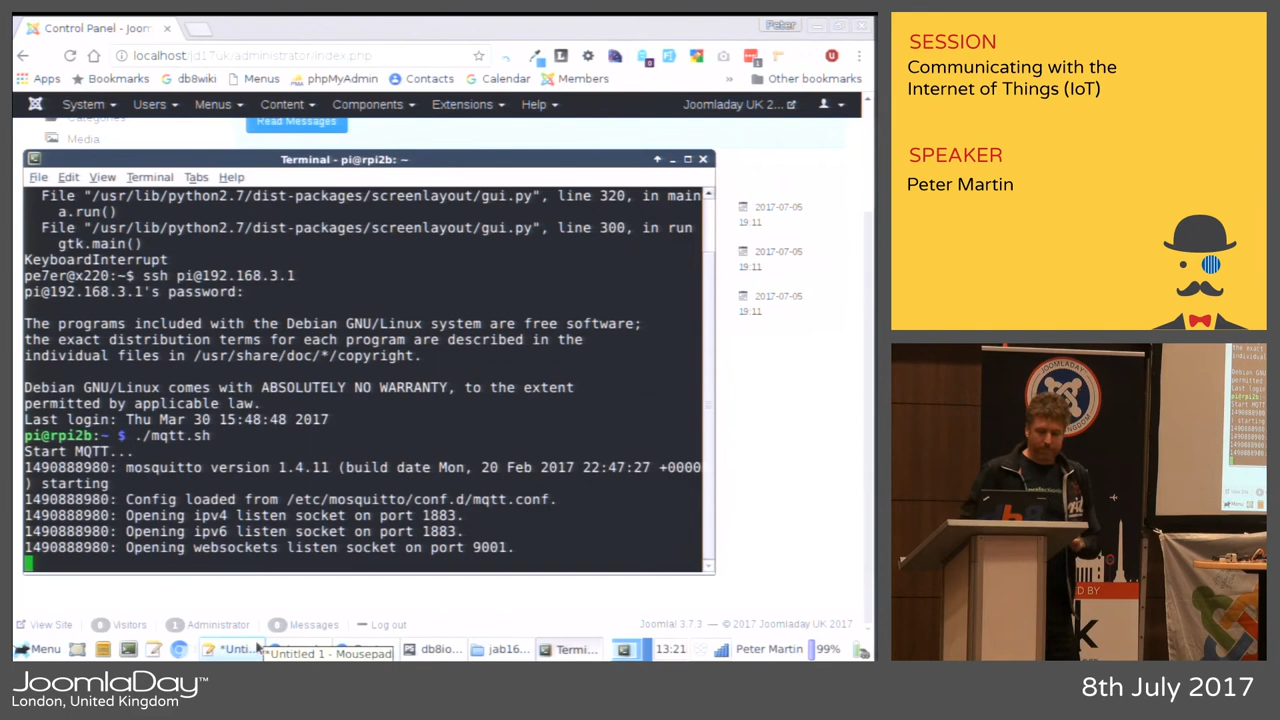 Control Panel - Joom
Peter
localhost/jd17uk/administrator/index.php
Apps
Bookmarks
db8wiki
Menus
phpMyAdmin
Contacts
Calendar
Members
»
Other bookmarks
System
Users
Menus
Content
Components
Extensions
Help
Joomladay UK 2...
Categories
Read Messages
Media
Terminal - pi@rpi2b: ~
File Edit View Terminal Tabs Help
File "/usr/lib/python2.7/dist-packages/screenlayout/gui.py", line 320, in main
a.run()
File "/usr/lib/python2.7/dist-packages/screenlayout/gui.py", line 300, in run
gtk.main()
KeyboardInterrupt
pe7er@x220:~$ ssh pi@192.168.3.1
pi@192.168.3.1's password:
The programs included with the Debian GNU/Linux system are free software;
the exact distribution terms for each program are described in the
individual files in /usr/share/doc/*/copyright.
Debian GNU/Linux comes with ABSOLUTELY NO WARRANTY, to the extent
permitted by applicable law.
Last login: Thu Mar 30 15:48:48 2017
pi@rpi2b:~ $ ./mqtt.sh
Start MQTT...
1490888980: mosquitto version 1.4.11 (build date Mon, 20 Feb 2017 22:47:27 +0000
) starting
1490888980: Config loaded from /etc/mosquitto/conf.d/mqtt.conf.
1490888980: Opening ipv4 listen socket on port 1883.
1490888980: Opening ipv6 listen socket on port 1883.
1490888980: Opening websockets listen socket on port 9001.
2017-07-05
19:11
2017-07-05
19:11
2017-07-05
19:11
View Site
0 Visitors
1 Administrator
0 Messages
Log out
Joomla! 3.7.3 — © 2017 Joomladay UK 2017
Menu
*Unti...
*Untitled 1 - Mousepad
db8io...
jab16...
Termi...
13:21
Peter Martin
99%
SESSION
Communicating with the
Internet of Things (IoT)
SPEAKER
Peter Martin
JOOMLADAY
D BY
k
JoomlaDay™
London, United Kingdom
8th July 2017